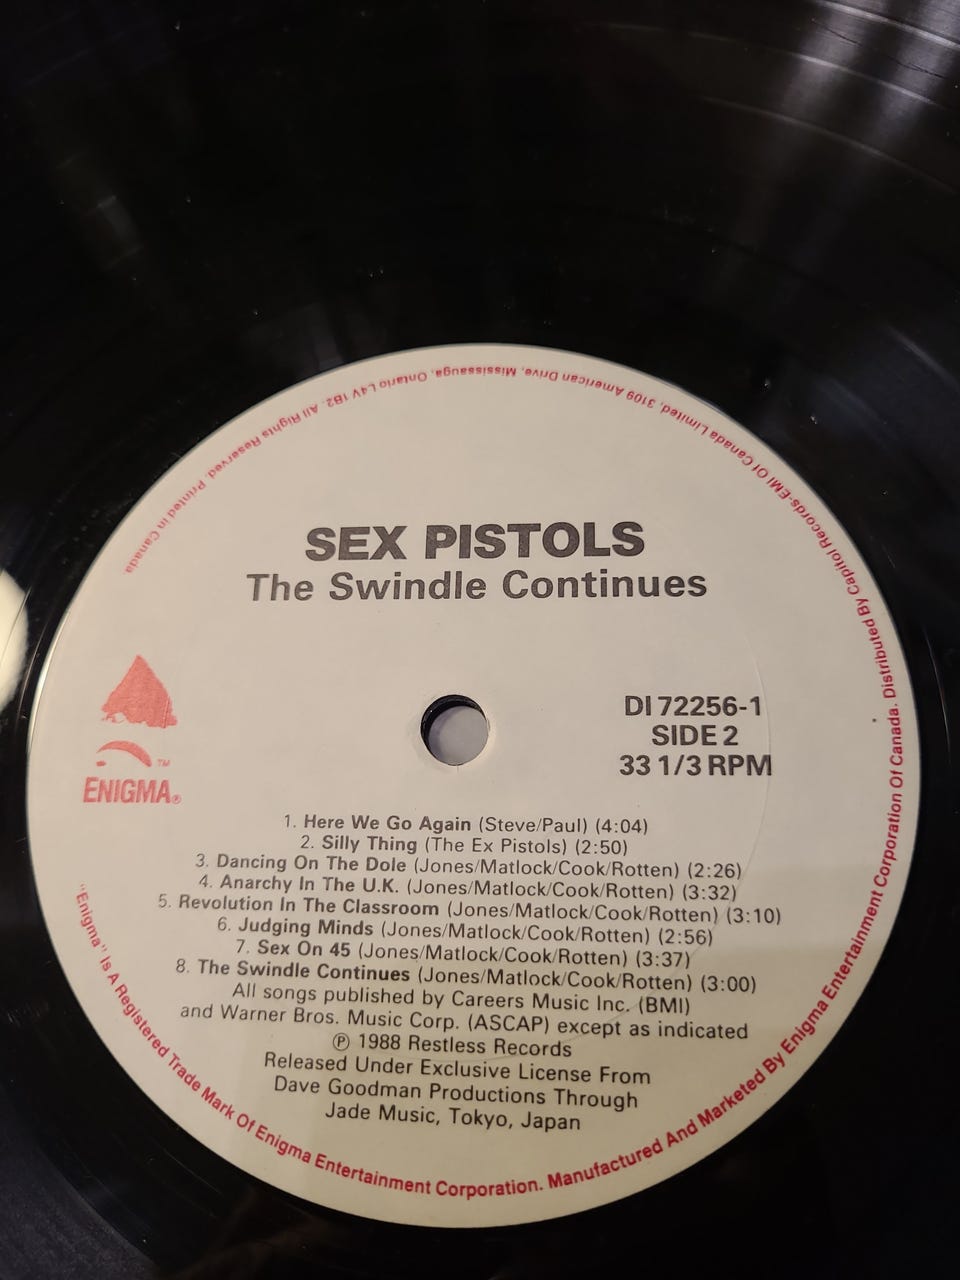 SEX PISTOLS
The Swindle Continues
™
ENIGMA®
DI 72256-1
SIDE 2
33 1/3 RPM
1. Here We Go Again (Steve/Paul) (4:04)
2. Silly Thing (The Ex Pistols) (2:50)
3. Dancing On The Dole (Jones/Matlock/Cook/Rotten) (2:26)
4. Anarchy In The U.K. (Jones/Matlock/Cook/Rotten) (3:32)
5. Revolution In The Classroom (Jones/Matlock/Cook/Rotten) (3:10)
6. Judging Minds (Jones/Matlock/Cook/Rotten) (2:56)
7. Sex On 45 (Jones/Matlock/Cook/Rotten) (3:37)
8. The Swindle Continues (Jones/Matlock/Cook/Rotten) (3:00)
All songs published by Careers Music Inc. (BMI)
and Warner Bros. Music Corp. (ASCAP) except as indicated
℗ 1988 Restless Records
Released Under Exclusive License From
Dave Goodman Productions Through
Jade Music, Tokyo, Japan
"Enigma" Is A Registered Trade Mark Of Enigma Entertainment Corporation. Manufactured And Marketed By Enigma Entertainment Corporation Of Canada. Distributed By Capitol Records-EMI Of Canada Limited, 3109 American Drive, Mississauga, Ontario L4V 1B2. All Rights Reserved. Printed in Canada.